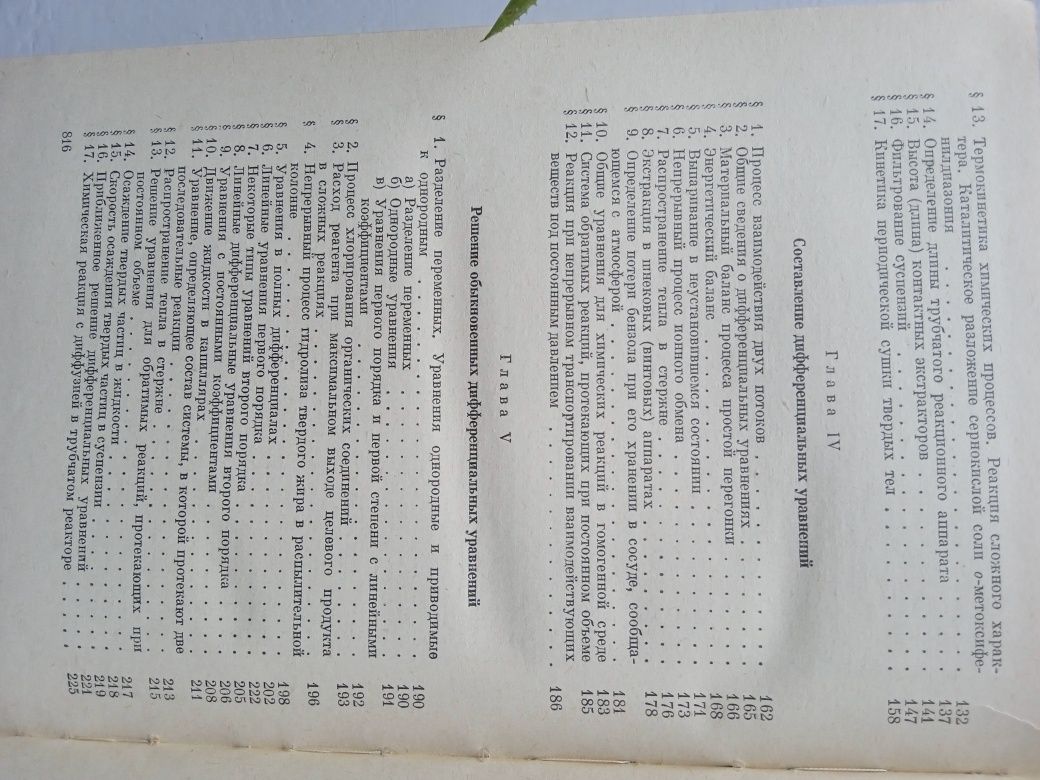 § 13. Термокинетика химических процессов. Реакция сложного харак-
тера. Каталитическое разложение сернокислой соли о-метоксифе-
нилдиазония . . . . . . . . . . . . . . . . . 132
§ 14. Определение длины трубчатого реакционного аппарата . . . 137
§ 15. Высота (длина) контактных экстракторов . . . . . . . . 141
§ 16. Фильтрование суспензий . . . . . . . . . . . . . 147
§ 17. Кинетика периодической сушки твердых тел . . . . . . . 158
Глава IV
Составление дифференциальных уравнений
§ 1. Процесс взаимодействия двух потоков . . . . . . . . . 162
§ 2. Общие сведения о дифференциальных уравнениях . . . . . 165
§ 3. Материальный баланс процесса простой перегонки . . . . . 166
§ 4. Энергетический баланс . . . . . . . . . . . . . . 168
§ 5. Выпаривание в неустановившемся состоянии . . . . . . . 171
§ 6. Непрерывный процесс ионного обмена . . . . . . . . . 173
§ 7. Распространение тепла в стержне . . . . . . . . . . . 176
§ 8. Экстракция в шнековых (винтовых) аппаратах . . . . . . 178
§ 9. Определение потери бензола при его хранении в сосуде, сообща-
ющемся с атмосферой . . . . . . . . . . . . . . . 181
§ 10. Общие уравнения для химических реакций в гомогенной среде 183
§ 11. Система обратимых реакций, протекающих при постоянном объеме 185
§ 12. Реакция при непрерывном транспортировании взаимодействующих
веществ под постоянным давлением . . . . . . . . . . 186
Глава V
Решение обыкновенных дифференциальных уравнений
§ 1. Разделение переменных. Уравнения однородные и приводимые
к однородным . . . . . . . . . . . . . . . . . 190
а) Разделение переменных . . . . . . . . . . . . . 190
б) Однородные уравнения . . . . . . . . . . . . . 191
в) Уравнения первого порядка и первой степени с линейными
коэффициентами . . . . . . . . . . . . . . . 192
§ 2. Процесс хлорирования органических соединений . . . . . 193
§ 3. Расход реагента при максимальном выходе целевого продукта
в сложных реакциях . . . . . . . . . . . . . . .
§ 4. Непрерывный процесс гидролиза твердого жира в распылительной
колонне . . . . . . . . . . . . . . . . . . . 196
§ 5. Уравнения в полных дифференциалах . . . . . . . . . 198
§ 6. Линейные уравнения первого порядка . . . . . . . . . 202
§ 7. Некоторые типы уравнений второго порядка . . . . . . . 222
§ 8. Линейные дифференциальные уравнения второго порядка . . 205
§ 9. Уравнения с постоянными коэффициентами . . . . . . . 206
§ 10. Движение жидкости в капиллярах . . . . . . . . . . 208
§ 11. Уравнение, определяющее состав системы, в которой протекают две
последовательные реакции . . . . . . . . . . . . . 211
§ 12. Распространение тепла в стержне . . . . . . . . . . 213
§ 13. Решение уравнения для обратимых реакций, протекающих при
постоянном объеме . . . . . . . . . . . . . . . 215
§ 14. Осаждение твердых частиц в жидкости . . . . . . . . . 217
§ 15. Скорость осаждения твердых частиц в суспензии . . . . . 218
§ 16. Приближенное решение дифференциальных уравнений . . . 219
§ 17. Химическая реакция с диффузией в трубчатом реакторе . . . 221
225
816